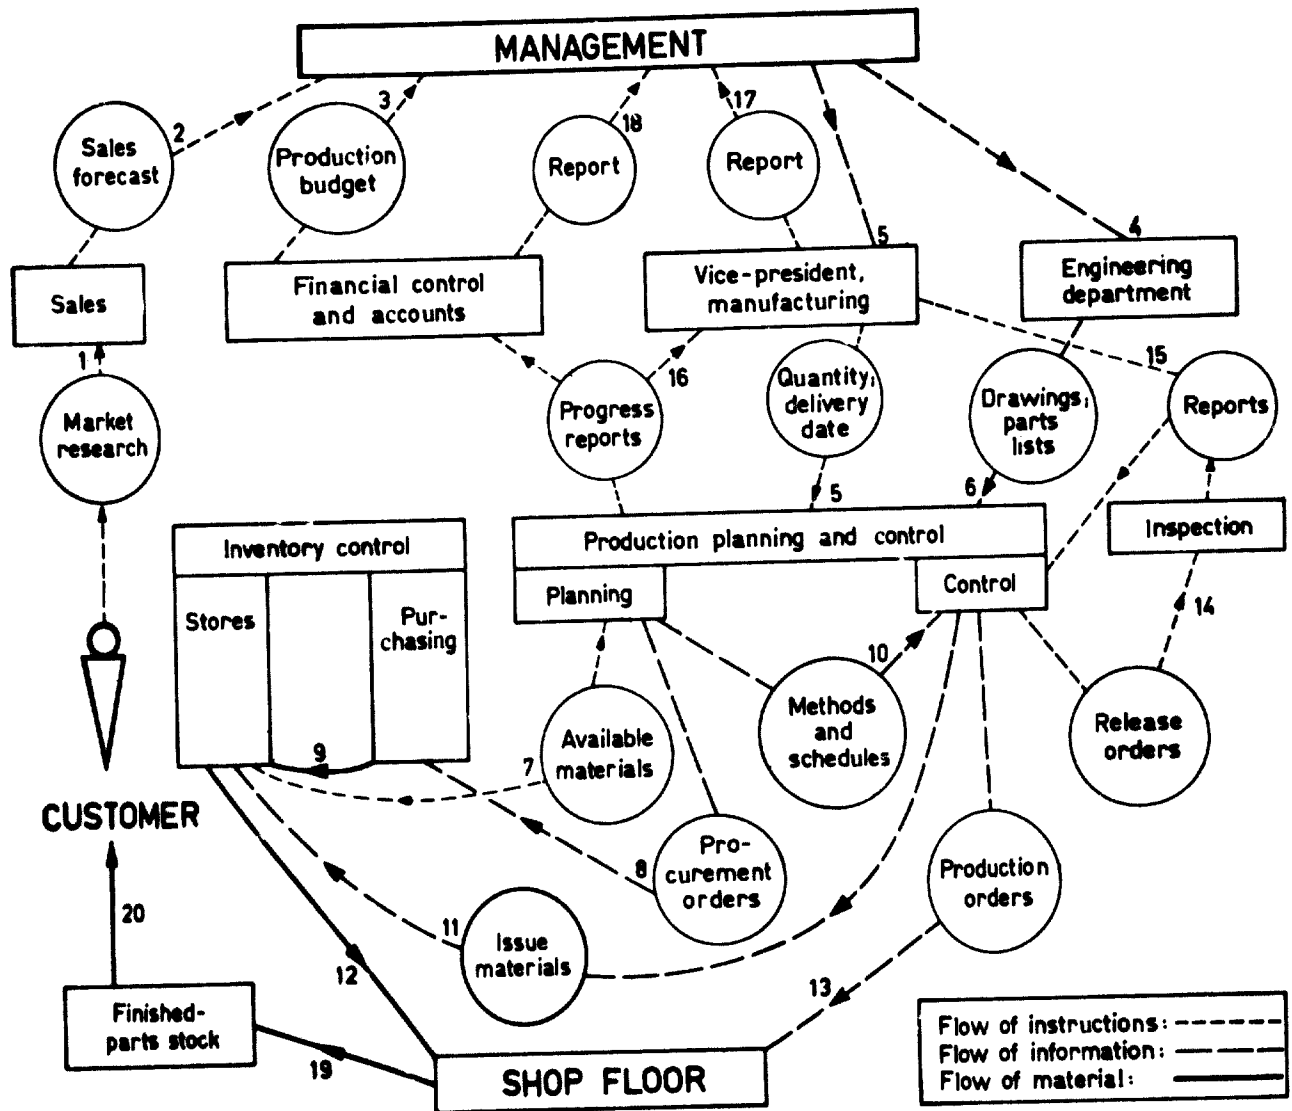 MANAGEMENT
2
3
18
17
Sales
forecast
Production
budget
Report
Report
5
4
Sales
Financial control
and accounts
Vice-president,
manufacturing
Engineering
department
1
16
15
Market
research
Progress
reports
Quantity;
delivery
date
Drawings;
parts
lists
Reports
5
6
Inventory control
Production planning and control
Inspection
Stores
Pur-
chasing
Planning
Control
14
10
Methods
and
schedules
Release
orders
9
7
Available
materials
CUSTOMER
8
Pro-
curement
orders
Production
orders
20
11
Issue
materials
12
13
Finished-
parts stock
19
SHOP FLOOR
Flow of instructions:
Flow of information:
Flow of material: